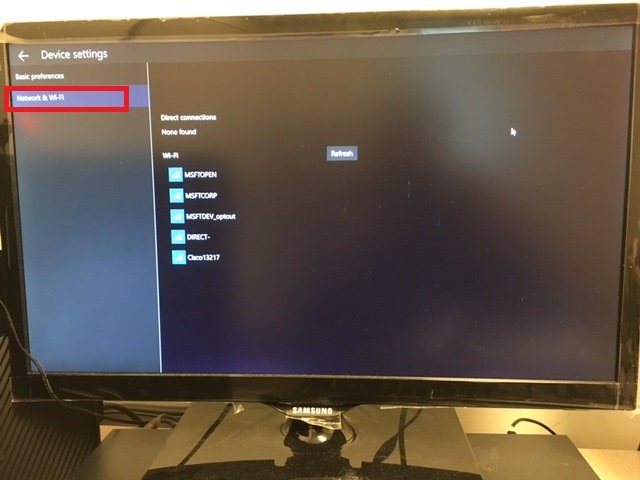 Device settings
Basic preferences
Network & Wi-Fi
Direct connections
None found
Wi-Fi
Refresh
MSFTOPEN
MSFTCORP
MSFTDEV_optout
DIRECT-
Cisco13217
SAMSUNG